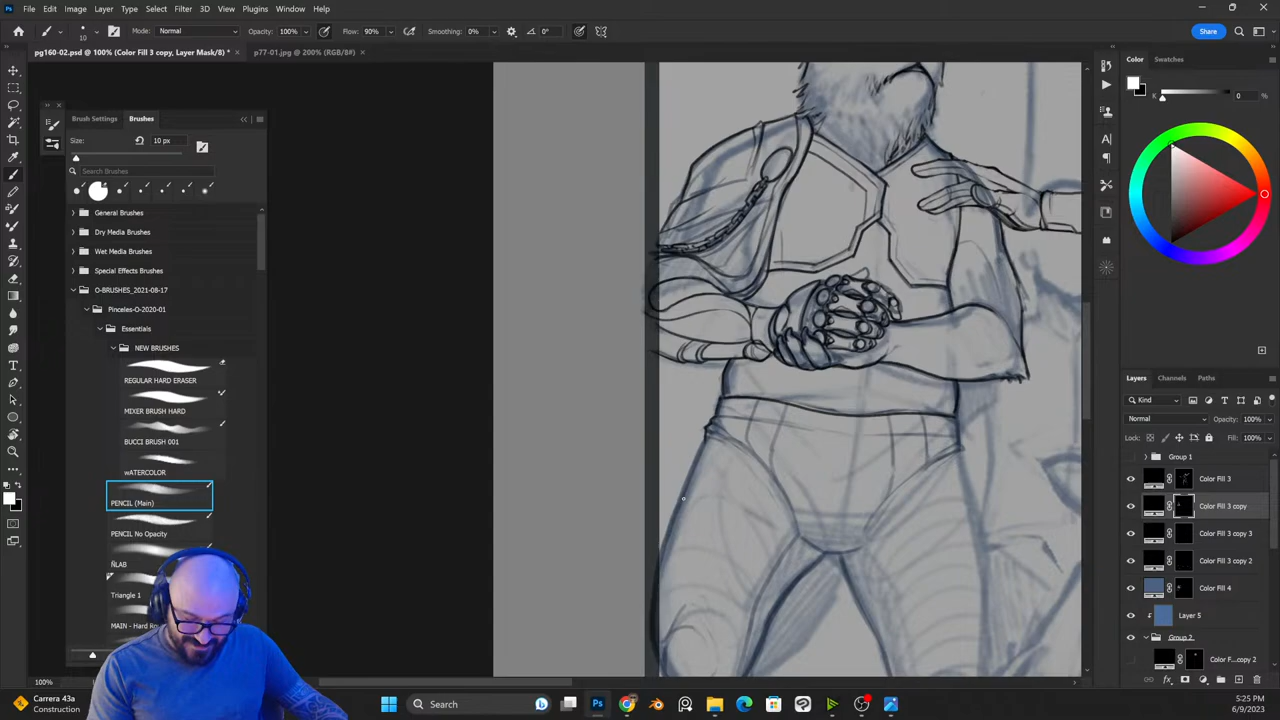 File Edit Image Layer Type Select Filter 3D View Plugins Window Help
Mode: Normal Opacity: 100% Flow: 90% Smoothing: 0% 0°
10
Share
pg160-02.psd @ 100% (Color Fill 3 copy, Layer Mask/8) *
p77-01.jpg @ 200% (RGB/8#)
Brush Settings Brushes
Size: 10 px
Search Brushes
General Brushes
Dry Media Brushes
Wet Media Brushes
Special Effects Brushes
O-BRUSHES_2021-08-17
Pinceles-O-2020-01
Essentials
NEW BRUSHES
REGULAR HARD ERASER
MIXER BRUSH HARD
BUCCI BRUSH 001
wATERCOLOR
PENCIL (Main)
PENCIL No Opacity
ÑLAB
Triangle 1
Color Swatches
K 0 %
Layers Channels Paths
Kind
Normal Opacity: 100%
Lock: Fill: 100%
Group 1
Color Fill 3
Color Fill 3 copy
Color Fill 3 copy 3
Color Fill 3 copy 2
Color Fill 4
Layer 5
Group 2
Color F...copy 2
100%
Carrera 43a
Construction
Search
5:25 PM
6/9/2023